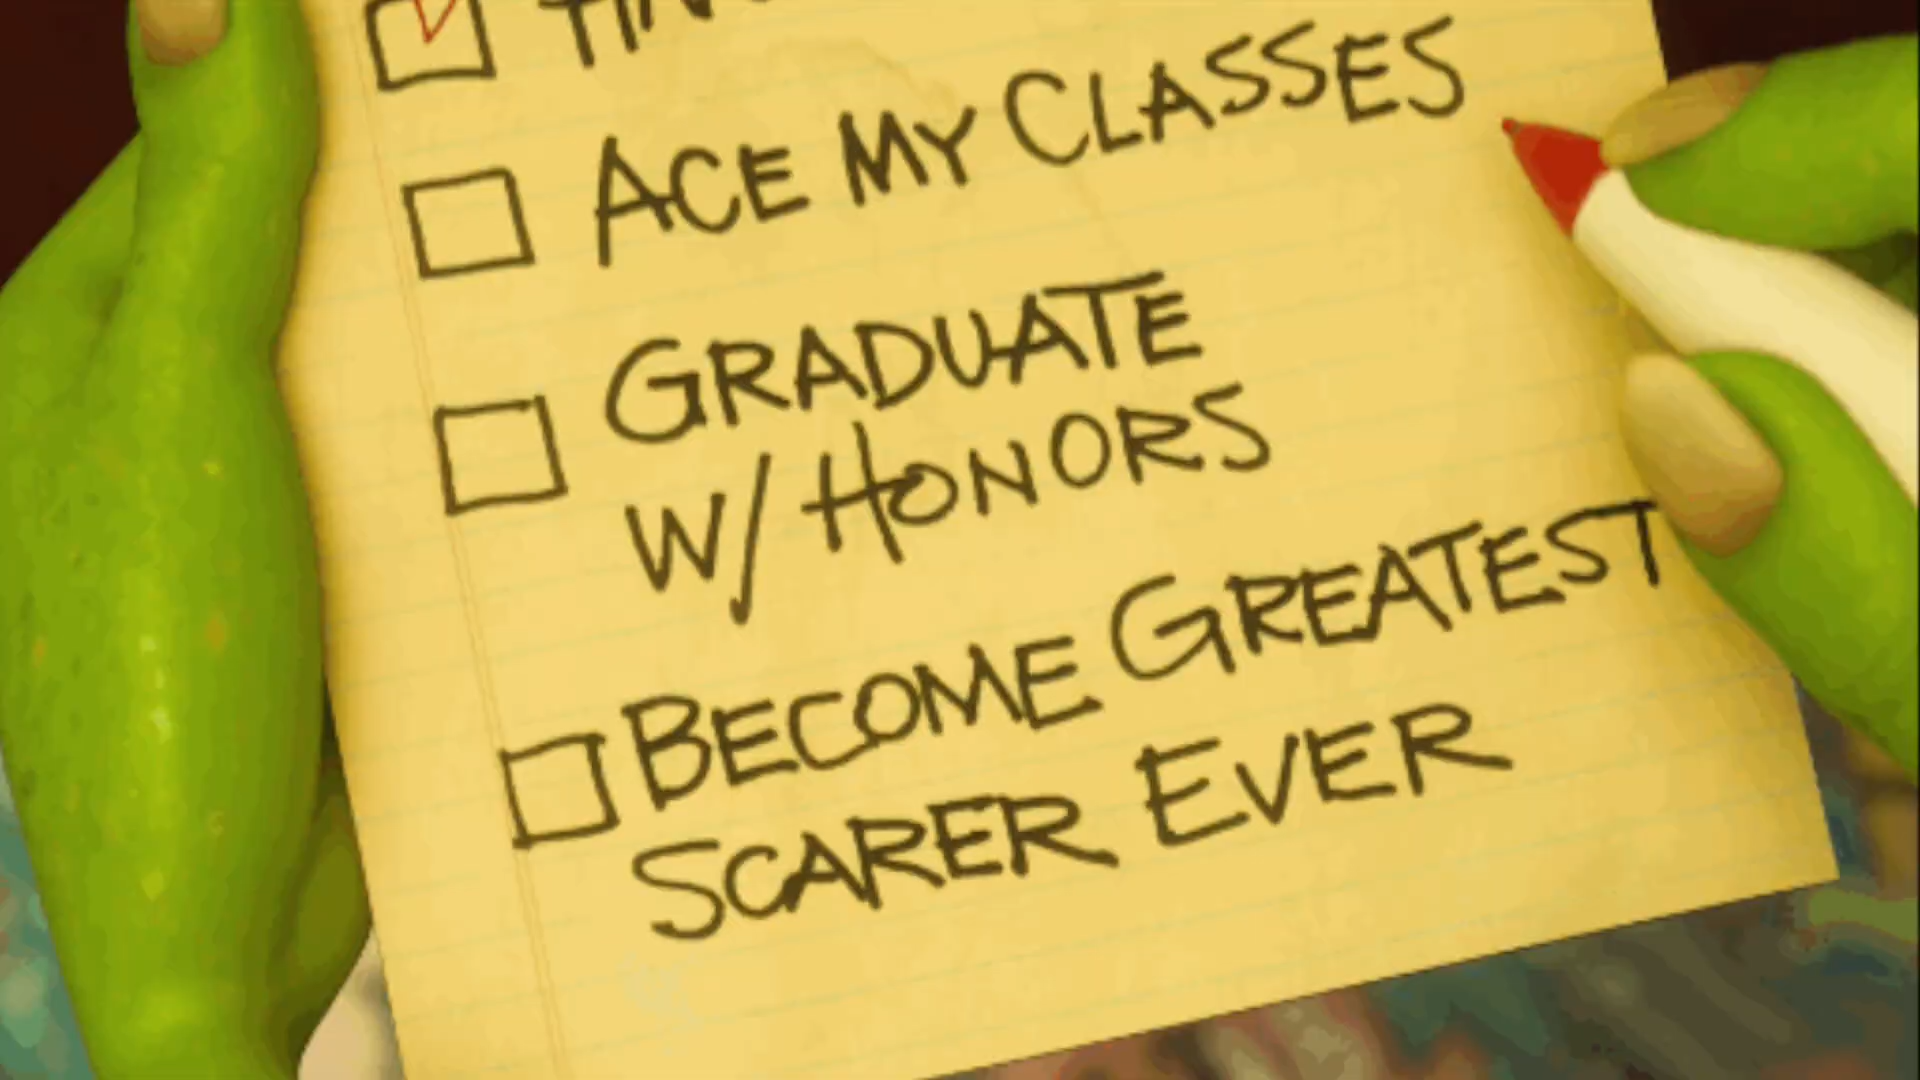 ACE MY CLASSES
GRADUATE
W/ HONORS
BECOME GREATEST
SCARER EVER